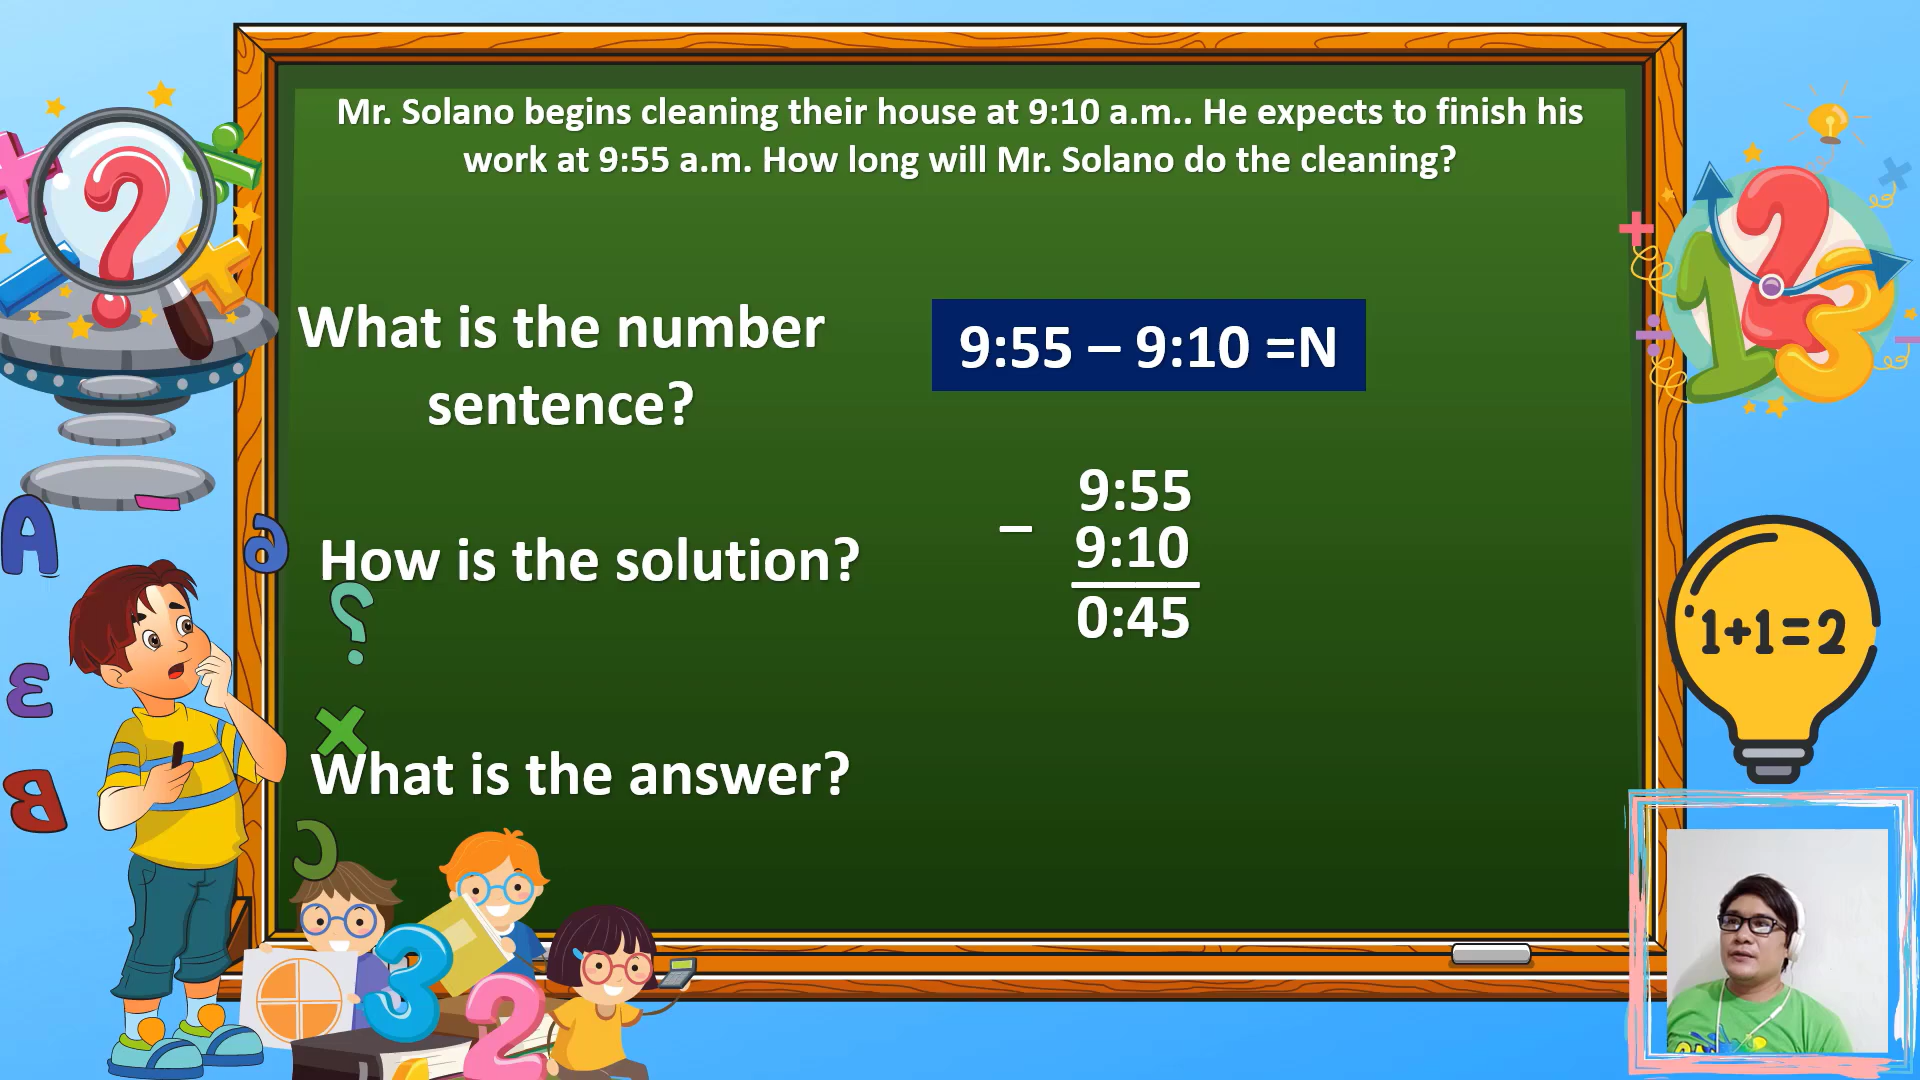 Mr. Solano begins cleaning their house at 9:10 a.m.. He expects to finish his
work at 9:55 a.m. How long will Mr. Solano do the cleaning?
What is the number
sentence?
9:55 – 9:10 =N
How is the solution?
9:55
– 9:10
0:45
What is the answer?
1+1=2